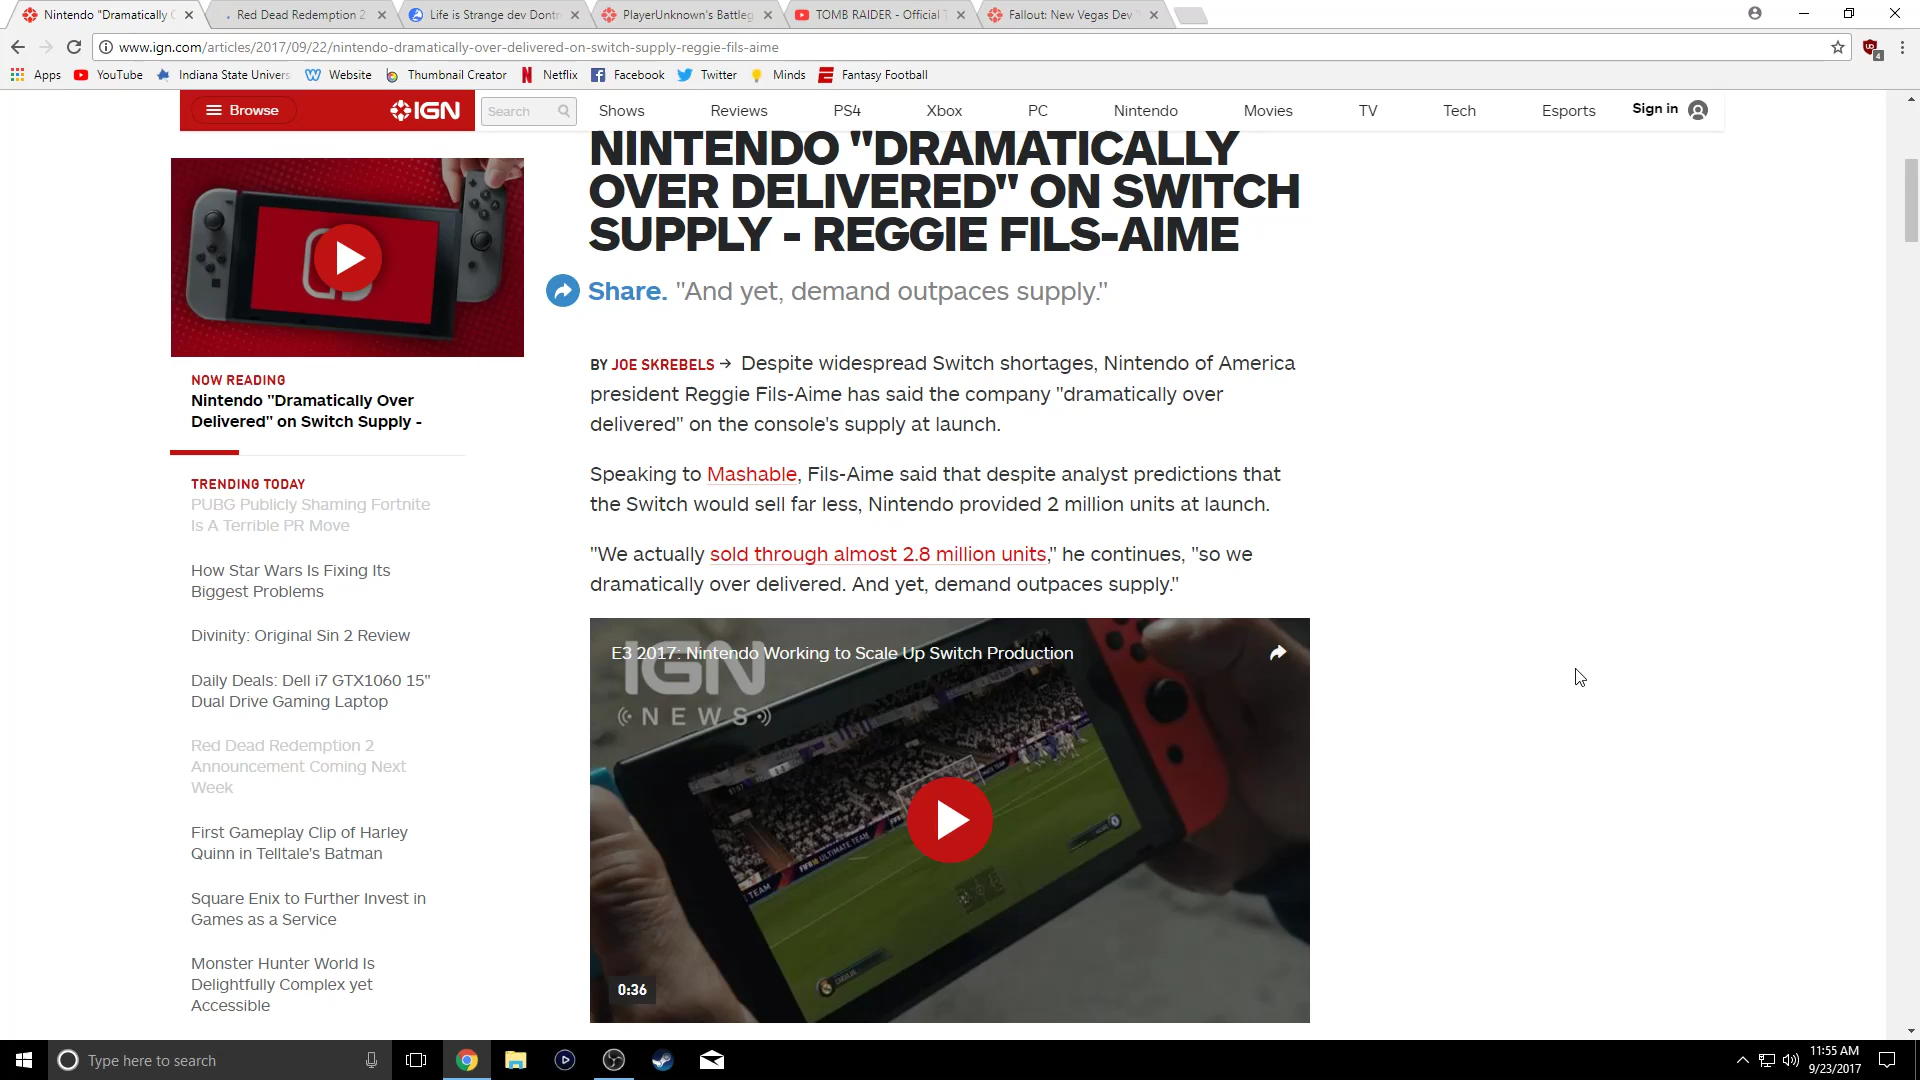 Nintendo "Dramatically O
Red Dead Redemption 2
Life is Strange dev Dontn
PlayerUnknown's Battleg
TOMB RAIDER - Official T
Fallout: New Vegas Dev
www.ign.com/articles/2017/09/22/nintendo-dramatically-over-delivered-on-switch-supply-reggie-fils-aime
4
Apps
YouTube
Indiana State Univers
Website
Thumbnail Creator
Netflix
Facebook
Twitter
Minds
Fantasy Football
Browse
IGN
Search
Shows
Reviews
PS4
Xbox
PC
Nintendo
Movies
TV
Tech
Esports
Sign in
NOW READING
Nintendo "Dramatically Over
Delivered" on Switch Supply -
TRENDING TODAY
PUBG Publicly Shaming Fortnite
Is A Terrible PR Move
How Star Wars Is Fixing Its
Biggest Problems
Divinity: Original Sin 2 Review
Daily Deals: Dell i7 GTX1060 15"
Dual Drive Gaming Laptop
Red Dead Redemption 2
Announcement Coming Next
Week
First Gameplay Clip of Harley
Quinn in Telltale's Batman
Square Enix to Further Invest in
Games as a Service
Monster Hunter World Is
Delightfully Complex yet
Accessible
NINTENDO "DRAMATICALLY
OVER DELIVERED" ON SWITCH
SUPPLY - REGGIE FILS-AIME
Share. "And yet, demand outpaces supply."
BY JOE SKREBELS → Despite widespread Switch shortages, Nintendo of America
president Reggie Fils-Aime has said the company "dramatically over
delivered" on the console's supply at launch.
Speaking to Mashable, Fils-Aime said that despite analyst predictions that
the Switch would sell far less, Nintendo provided 2 million units at launch.
"We actually sold through almost 2.8 million units," he continues, "so we
dramatically over delivered. And yet, demand outpaces supply."
E3 2017: Nintendo Working to Scale Up Switch Production
IGN
NEWS
FIFA18 ULTIMATE TEAM
TEAM
0:36
Type here to search
11:55 AM
9/23/2017